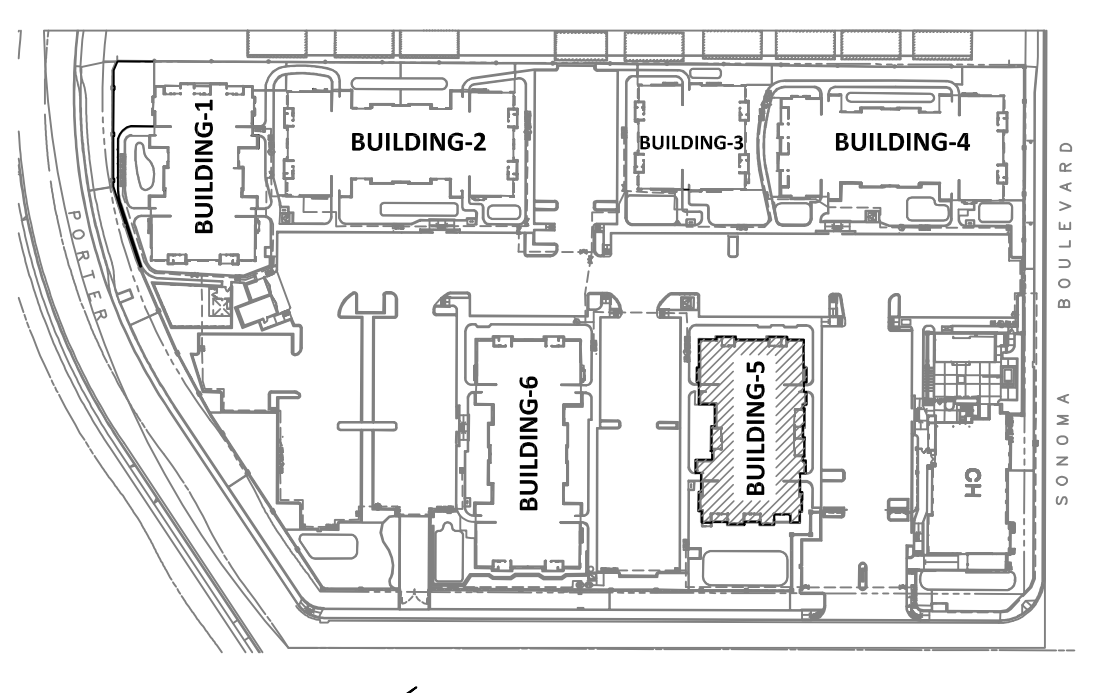 BUILDING-1
BUILDING-2
BUILDING-3
BUILDING-4
PORTER
SONOMA BOULEVARD
BUILDING-6
BUILDING-5
CH